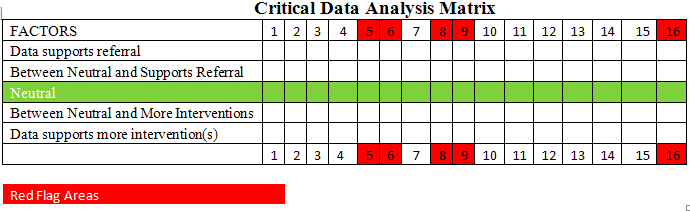 Critical Data Analysis Matrix
FACTORS 1 2 3 4 5 6 7 8 9 10 11 12 13 14 15 16
Data supports referral
Between Neutral and Supports Referral
Neutral
Between Neutral and More Interventions
Data supports more intervention(s)
1 2 3 4 5 6 7 8 9 10 11 12 13 14 15 16
Red Flag Areas